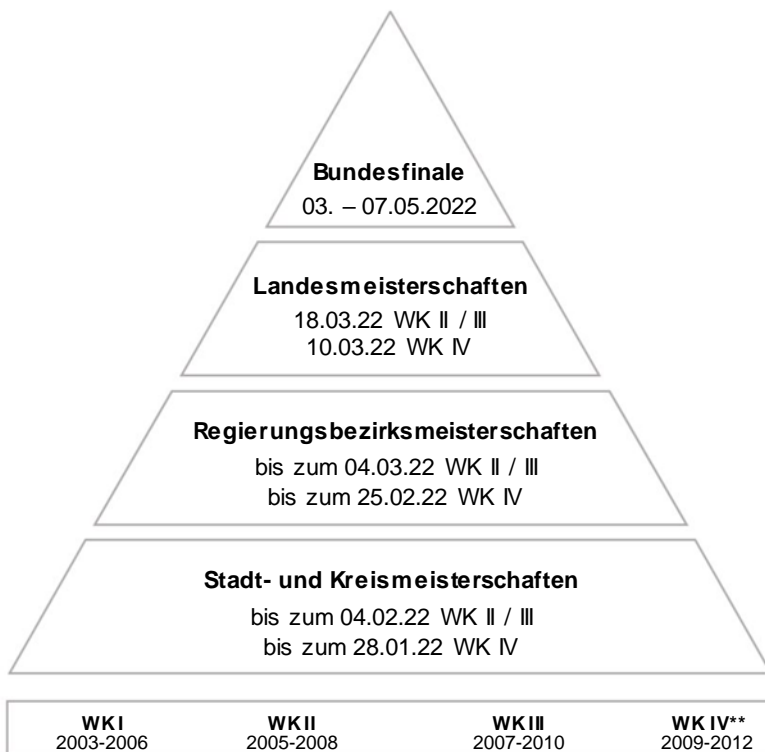 Bundesfinale
03. – 07.05.2022
Landesmeisterschaften
18.03.22 WK II / III
10.03.22 WK IV
Regierungsbezirksmeisterschaften
bis zum 04.03.22 WK II / III
bis zum 25.02.22 WK IV
Stadt- und Kreismeisterschaften
bis zum 04.02.22 WK II / III
bis zum 28.01.22 WK IV
WK I WK II WK III WK IV**
2003-2006 2005-2008 2007-2010 2009-2012